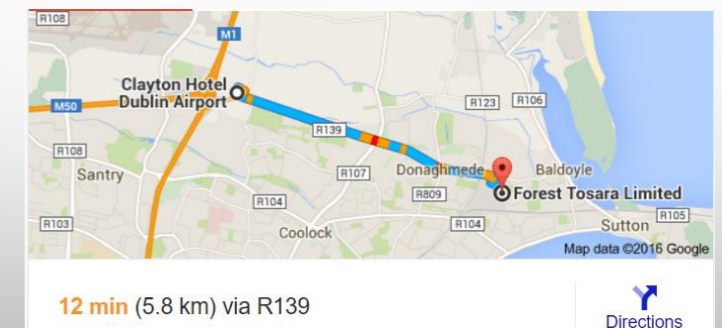 R108
M1
Clayton Hotel
Dublin Airport
M50
R123
R106
R139
R108
Santry
R107
Donaghmede
Baldoyle
R809
Forest Tosara Limited
R104
R103
Coolock
R104
Sutton
R105
Map data ©2016 Google
12 min (5.8 km) via R139
Directions